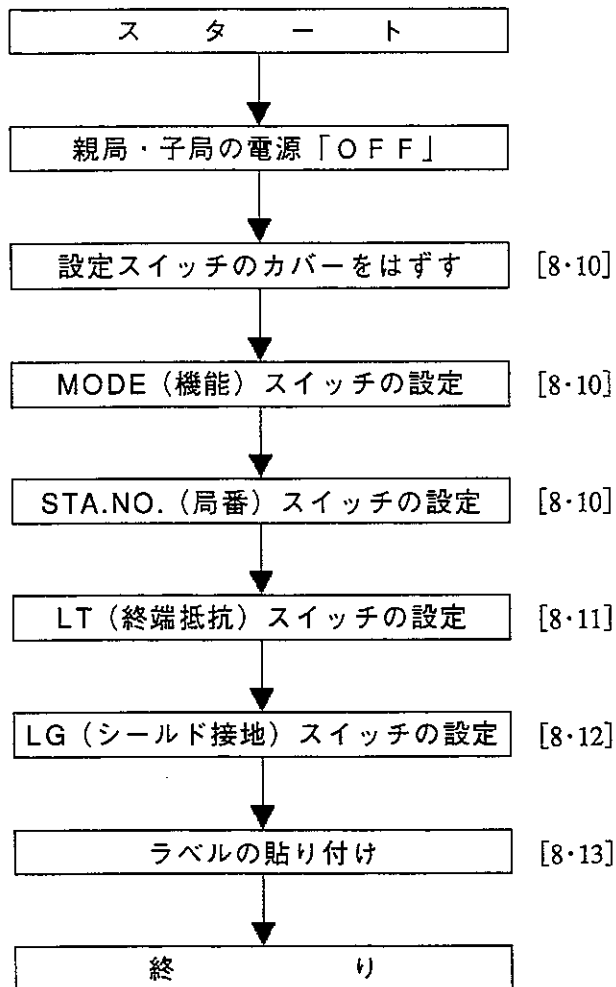 スタート
親局・子局の電源「OFF」
設定スイッチのカバーをはずす [8・10]
MODE(機能)スイッチの設定 [8・10]
STA.NO.(局番)スイッチの設定 [8・10]
LT(終端抵抗)スイッチの設定 [8・11]
LG(シールド接地)スイッチの設定 [8・12]
ラベルの貼り付け [8・13]
終り